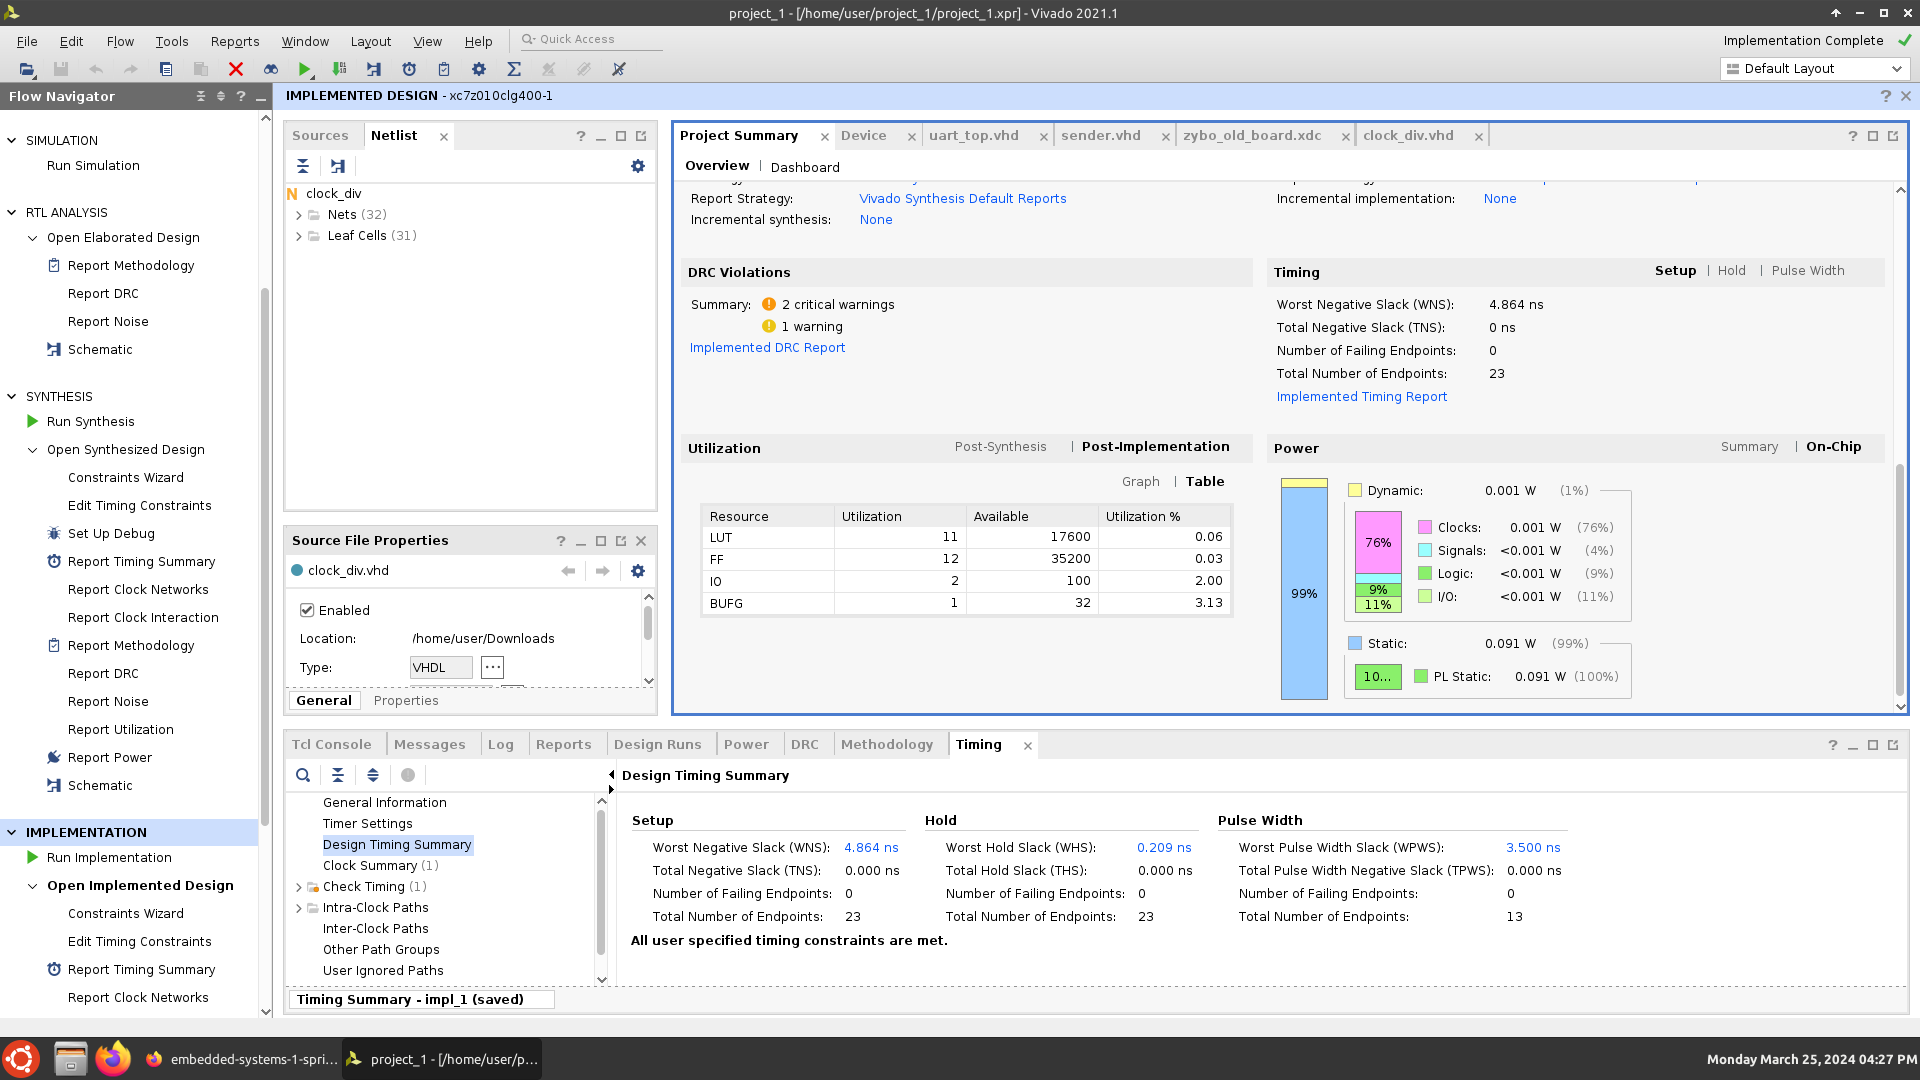 project_1 - [/home/user/project_1/project_1.xpr] - Vivado 2021.1
File Edit Flow Tools Reports Window Layout View Help Quick Access Implementation Complete
Default Layout
Flow Navigator
IMPLEMENTED DESIGN - xc7z010clg400-1
SIMULATION
Run Simulation
RTL ANALYSIS
Open Elaborated Design
Report Methodology
Report DRC
Report Noise
Schematic
SYNTHESIS
Run Synthesis
Open Synthesized Design
Constraints Wizard
Edit Timing Constraints
Set Up Debug
Report Timing Summary
Report Clock Networks
Report Clock Interaction
Report Methodology
Report DRC
Report Noise
Report Utilization
Report Power
Schematic
IMPLEMENTATION
Run Implementation
Open Implemented Design
Constraints Wizard
Edit Timing Constraints
Report Timing Summary
Report Clock Networks
Sources Netlist
N clock_div
Nets (32)
Leaf Cells (31)
Source File Properties
clock_div.vhd
Enabled
Location: /home/user/Downloads
Type: VHDL ...
General Properties
Project Summary Device uart_top.vhd sender.vhd zybo_old_board.xdc clock_div.vhd
Overview | Dashboard
Report Strategy: Vivado Synthesis Default Reports
Incremental synthesis: None
Incremental implementation: None
DRC Violations
Summary: 2 critical warnings
1 warning
Implemented DRC Report
Timing Setup | Hold | Pulse Width
Worst Negative Slack (WNS): 4.864 ns
Total Negative Slack (TNS): 0 ns
Number of Failing Endpoints: 0
Total Number of Endpoints: 23
Implemented Timing Report
Utilization Post-Synthesis | Post-Implementation
Graph | Table
Resource Utilization Available Utilization %
LUT 11 17600 0.06
FF 12 35200 0.03
IO 2 100 2.00
BUFG 1 32 3.13
Power Summary | On-Chip
99%
Dynamic: 0.001 W (1%)
76%
9%
11%
Clocks: 0.001 W (76%)
Signals: <0.001 W (4%)
Logic: <0.001 W (9%)
I/O: <0.001 W (11%)
Static: 0.091 W (99%)
10... PL Static: 0.091 W (100%)
Tcl Console Messages Log Reports Design Runs Power DRC Methodology Timing
General Information
Timer Settings
Design Timing Summary
Clock Summary (1)
Check Timing (1)
Intra-Clock Paths
Inter-Clock Paths
Other Path Groups
User Ignored Paths
Design Timing Summary
Setup Hold Pulse Width
Worst Negative Slack (WNS): 4.864 ns Worst Hold Slack (WHS): 0.209 ns Worst Pulse Width Slack (WPWS): 3.500 ns
Total Negative Slack (TNS): 0.000 ns Total Hold Slack (THS): 0.000 ns Total Pulse Width Negative Slack (TPWS): 0.000 ns
Number of Failing Endpoints: 0 Number of Failing Endpoints: 0 Number of Failing Endpoints: 0
Total Number of Endpoints: 23 Total Number of Endpoints: 23 Total Number of Endpoints: 13
All user specified timing constraints are met.
Timing Summary - impl_1 (saved)
embedded-systems-1-spri... project_1 - [/home/user/p... Monday March 25, 2024 04:27 PM